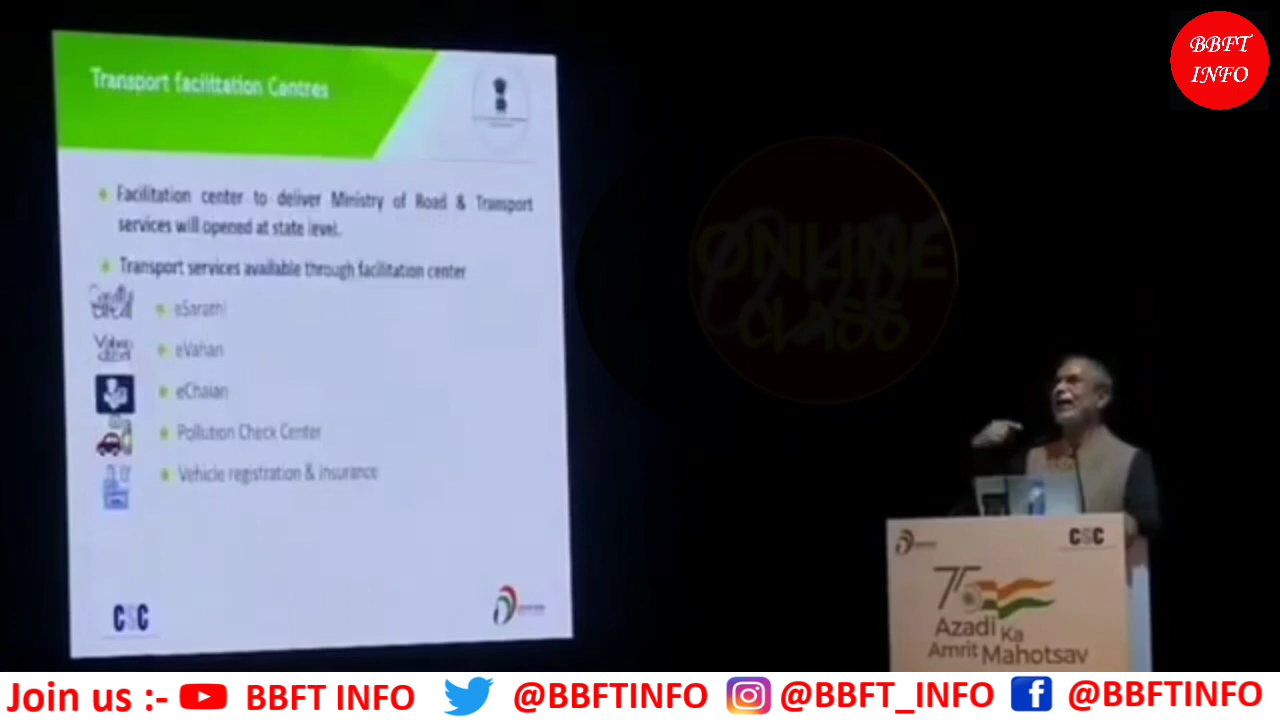 BBFT
INFO
Transport facilitation Centres
Facilitation center to deliver Ministry of Road & Transport
services will opened at state level.
Transport services available through facilitation center
eSarathi
eVahan
eChalan
Pollution Check Center
Vehicle registration & insurance
CSC
ONLINE
CLASS
CSC
75
Azadi Ka
Amrit Mahotsav
Join us :- BBFT INFO @BBFTINFO @BBFT_INFO @BBFTINFO